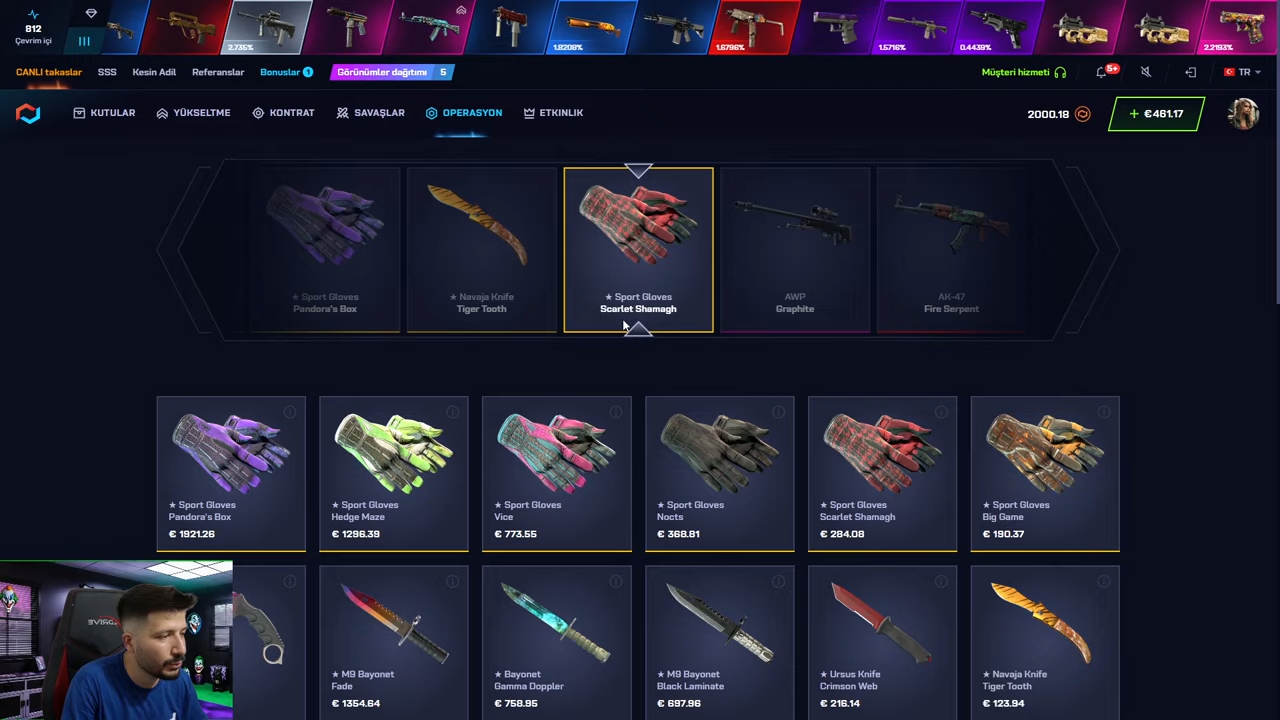 812
Çevrim içi
2.735%
1.8208%
1.6796%
1.5716%
0.4439%
2.2193%
CANLI takaslar
SSS
Kesin Adil
Referanslar
Bonuslar 1
Görünümler dağıtımı 5
Müşteri hizmeti
5+
TR
KUTULAR
YÜKSELTME
KONTRAT
SAVAŞLAR
OPERASYON
ETKINLIK
2000.18
+ €461.17
★ Sport Gloves
Pandora's Box
★ Navaja Knife
Tiger Tooth
★ Sport Gloves
Scarlet Shamagh
AWP
Graphite
AK-47
Fire Serpent
★ Sport Gloves
Pandora's Box
€ 1921.26
★ Sport Gloves
Hedge Maze
€ 1296.39
★ Sport Gloves
Vice
€ 773.55
★ Sport Gloves
Nocts
€ 368.81
★ Sport Gloves
Scarlet Shamagh
€ 284.08
★ Sport Gloves
Big Game
€ 190.37
★ M9 Bayonet
Fade
€ 1354.64
★ Bayonet
Gamma Doppler
€ 758.95
★ M9 Bayonet
Black Laminate
€ 697.96
★ Ursus Knife
Crimson Web
€ 216.14
★ Navaja Knife
Tiger Tooth
€ 123.94